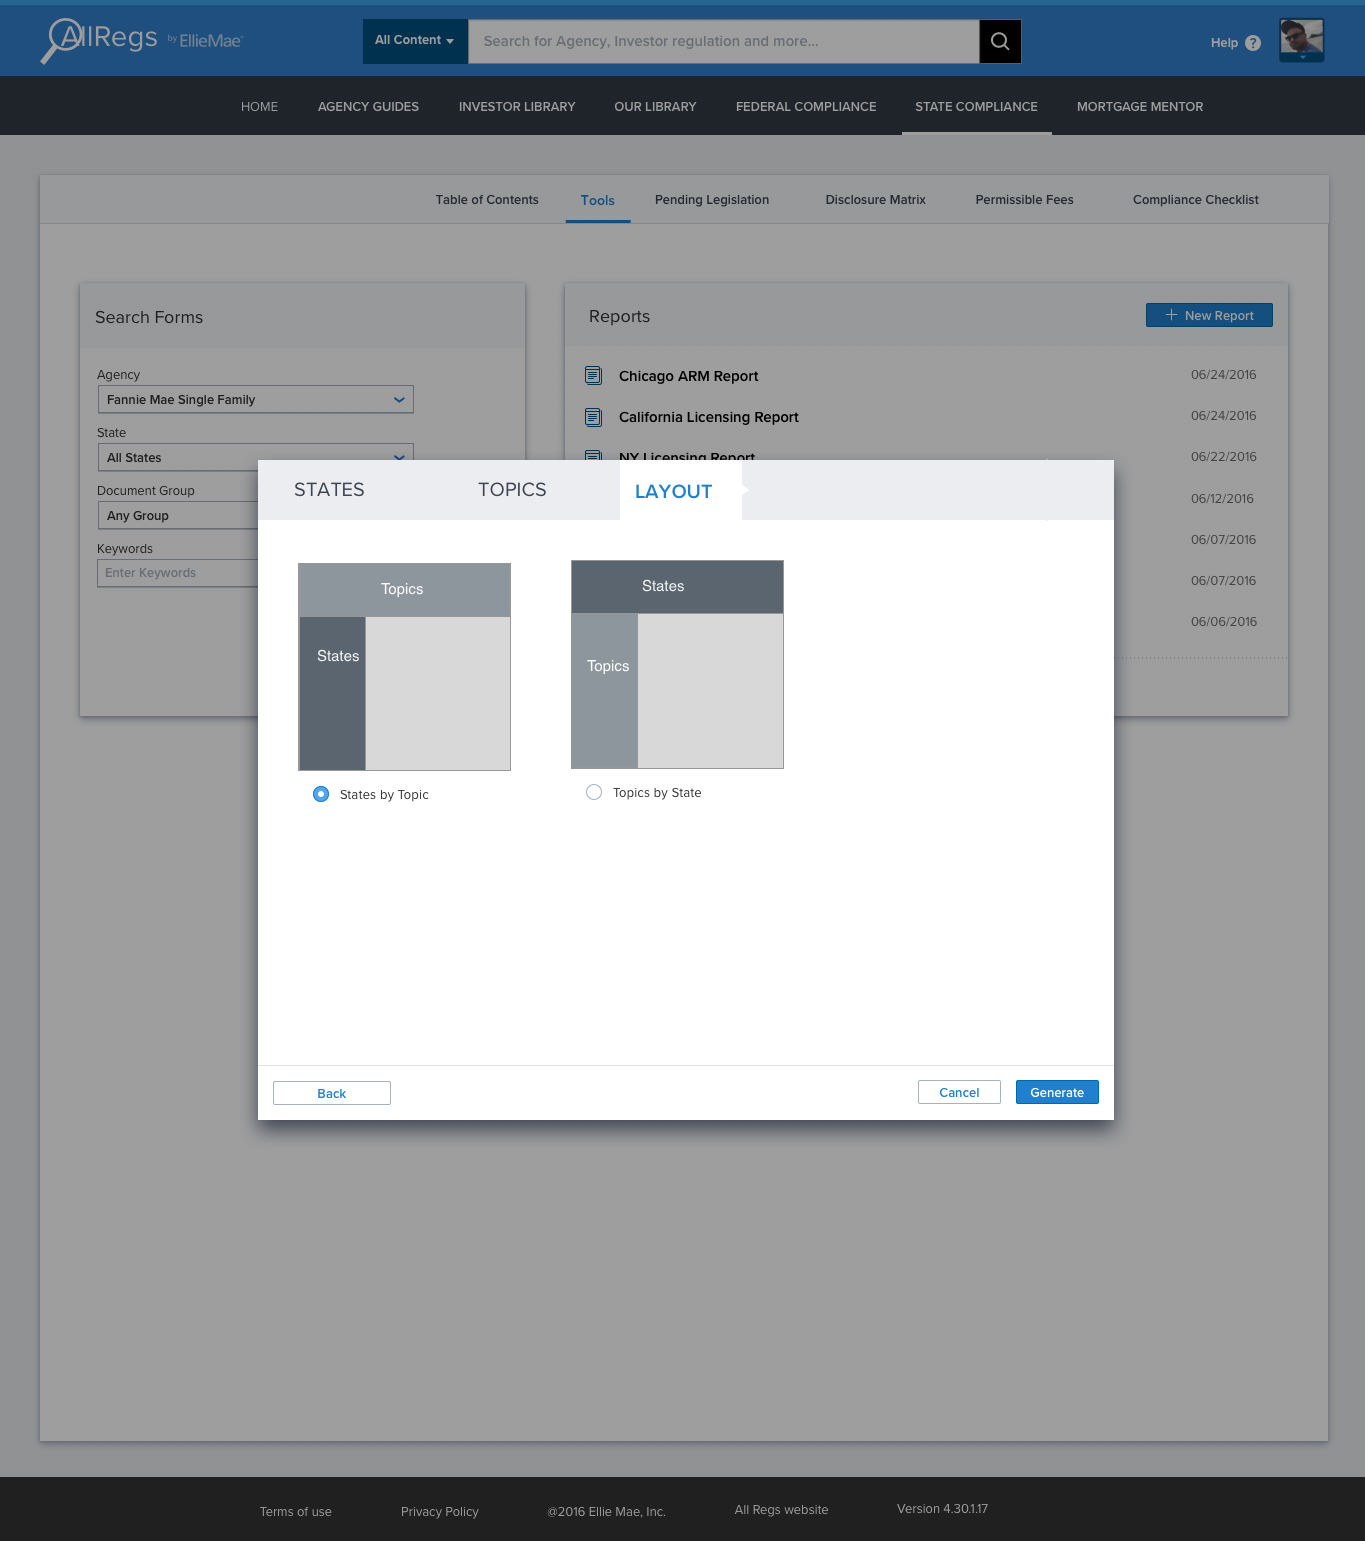 AllRegs by EllieMae
All Content
Search for Agency, Investor regulation and more...
Help ?
HOME AGENCY GUIDES INVESTOR LIBRARY OUR LIBRARY FEDERAL COMPLIANCE STATE COMPLIANCE MORTGAGE MENTOR
Table of Contents Tools Pending Legislation Disclosure Matrix Permissible Fees Compliance Checklist
Search Forms
Agency
Fannie Mae Single Family
State
All States
Document Group
Any Group
Keywords
Enter Keywords
Reports
+ New Report
Chicago ARM Report 06/24/2016
California Licensing Report 06/24/2016
NY Licensing Report 06/22/2016
06/12/2016
06/07/2016
06/07/2016
06/06/2016
STATES TOPICS LAYOUT
Topics
States
States by Topic
States
Topics
Topics by State
Back Cancel Generate
Terms of use Privacy Policy @2016 Ellie Mae, Inc. All Regs website Version 4.30.1.17